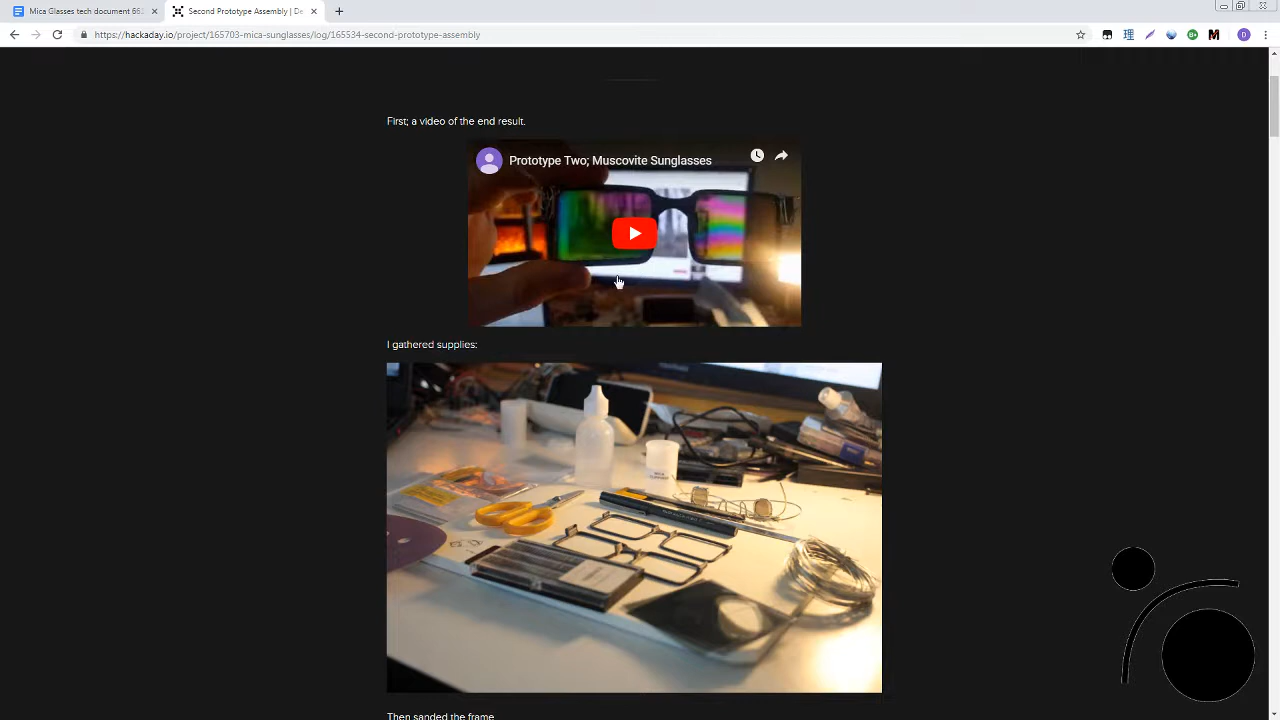 Mica Glasses tech document 66
Second Prototype Assembly | De
https://hackaday.io/project/165703-mica-sunglasses/log/165534-second-prototype-assembly
First; a video of the end result.
Prototype Two; Muscovite Sunglasses
I gathered supplies:
Then sanded the frame